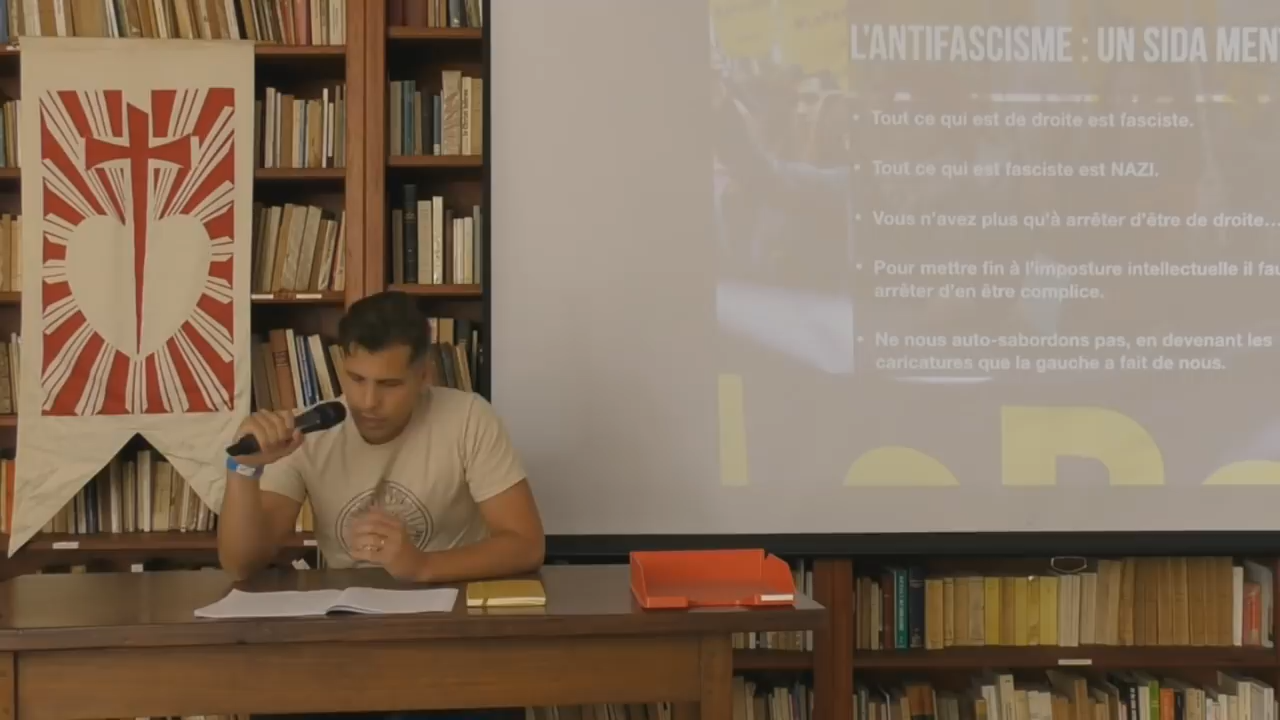 L'ANTIFASCISME : UN SIDA MEN
• Tout ce qui est de droite est fasciste.
• Tout ce qui est fasciste est NAZI.
• Vous n'avez plus qu'à arrêter d'être de droite...
• Pour mettre fin à l'imposture intellectuelle il fau
arrêter d'en être complice.
• Ne nous auto-sabordons pas, en devenant les
caricatures que la gauche a fait de nous.